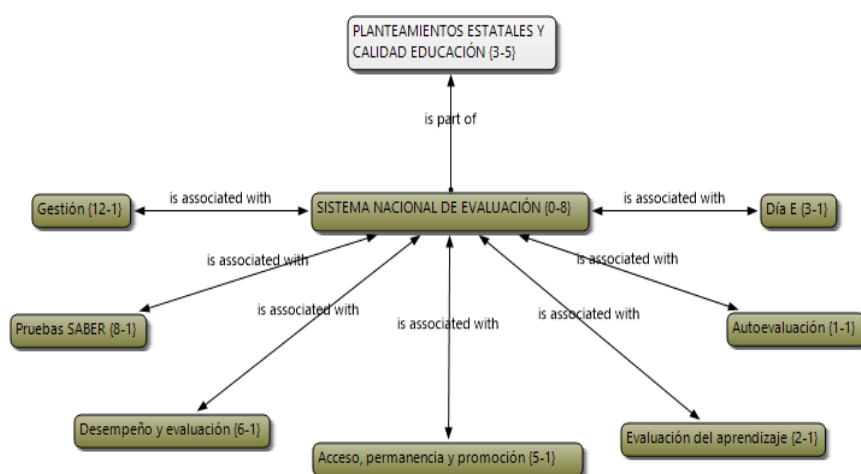 PLANTEAMIENTOS ESTATALES Y
CALIDAD EDUCACIÓN {3-5}
is part of
is associated with
is associated with
Gestión {12-1}
SISTEMA NACIONAL DE EVALUACIÓN {0-8}
Día E {3-1}
is associated with
is associated with
is associated with
is associated with
is associated with
Pruebas SABER {8-1}
Autoevaluación {1-1}
Desempeño y evaluación {6-1}
Evaluación del aprendizaje {2-1}
Acceso, permanencia y promoción {5-1}